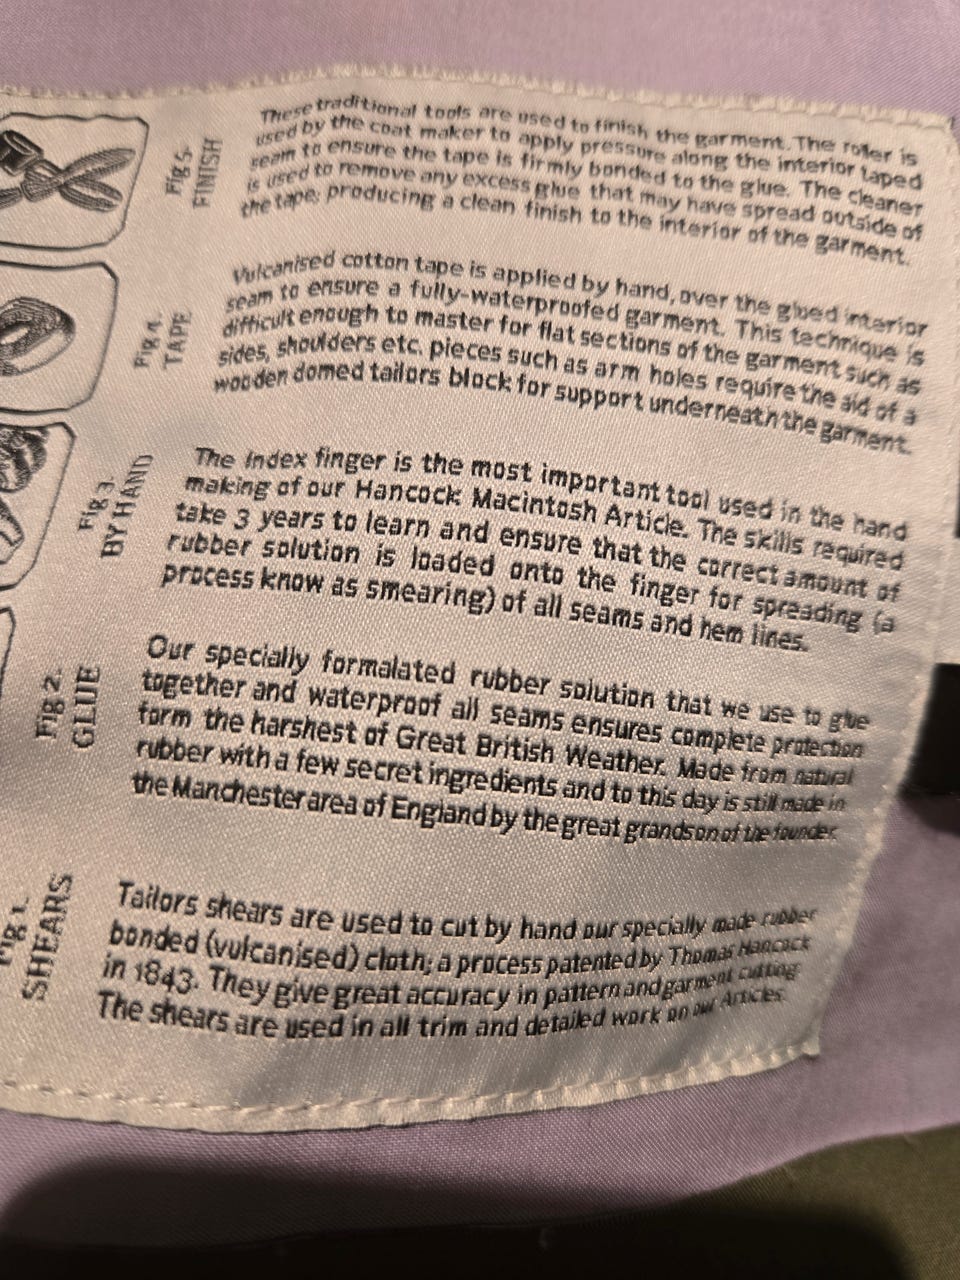 Fig 5.
FINISH
These traditional tools are used to finish the garment. The roller is
used by the coat maker to apply pressure along the interior taped
seam to ensure the tape is firmly bonded to the glue. The cleaner
is used to remove any excess glue that may have spread outside of
the tape; producing a clean finish to the interior of the garment.
Fig 4.
TAPE
Vulcanised cotton tape is applied by hand, over the glued interior
seam to ensure a fully-waterproofed garment. This technique is
difficult enough to master for flat sections of the garment such as
sides, shoulders etc. pieces such as arm holes require the aid of a
wooden domed tailors block for support underneath the garment.
Fig 3.
BY HAND
The Index finger is the most important tool used in the hand
making of our Hancock Macintosh Article. The skills required
take 3 years to learn and ensure that the correct amount of
rubber solution is loaded onto the finger for spreading (a
process know as smearing) of all seams and hem lines.
Fig 2.
GLUE
Our specially formalated rubber solution that we use to glue
together and waterproof all seams ensures complete protection
form the harshest of Great British Weather. Made from natural
rubber with a few secret ingredients and to this day is still made in
the Manchester area of England by the great grandson of the founder.
Fig 1.
SHEARS
Tailors shears are used to cut by hand our specially made rubber
bonded (vulcanised) cloth; a process patented by Thomas Hancock
in 1843. They give great accuracy in pattern and garment cutting
The shears are used in all trim and detailed work on our Articles.